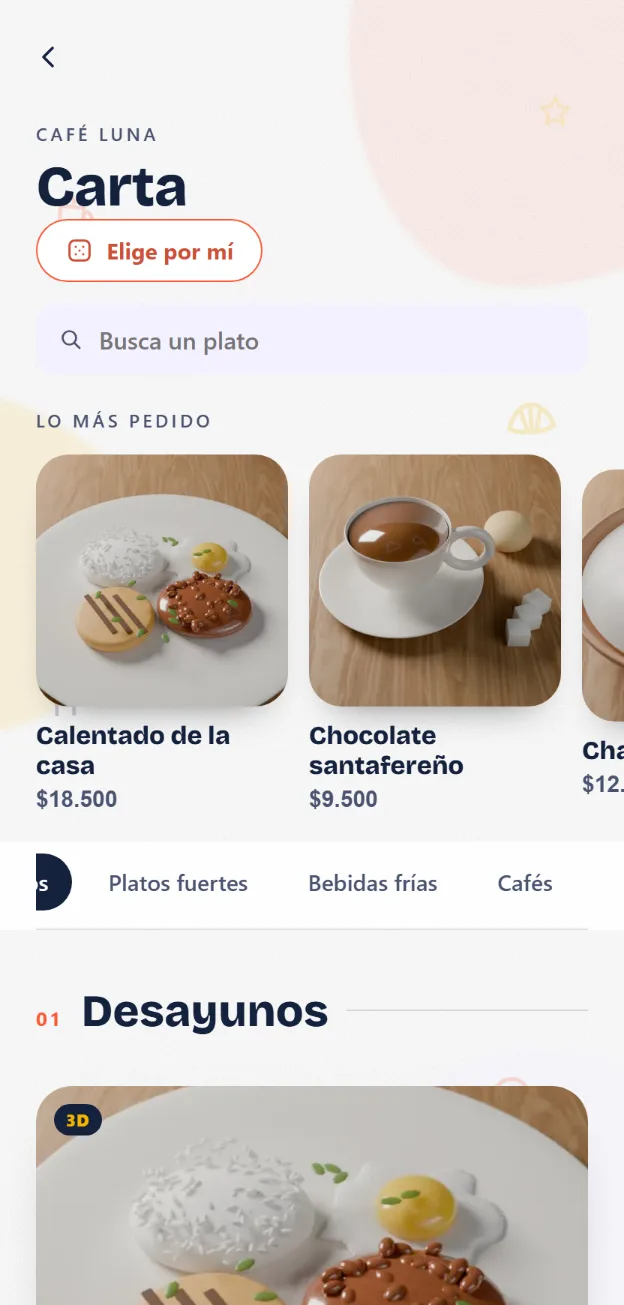 CAFÉ LUNA
Carta
Elige por mí
Busca un plato
LO MÁS PEDIDO
Calentado de la
casa
$18.500
Chocolate
santafereño
$9.500
Platos fuertes
Bebidas frías
Cafés
01 Desayunos
3D